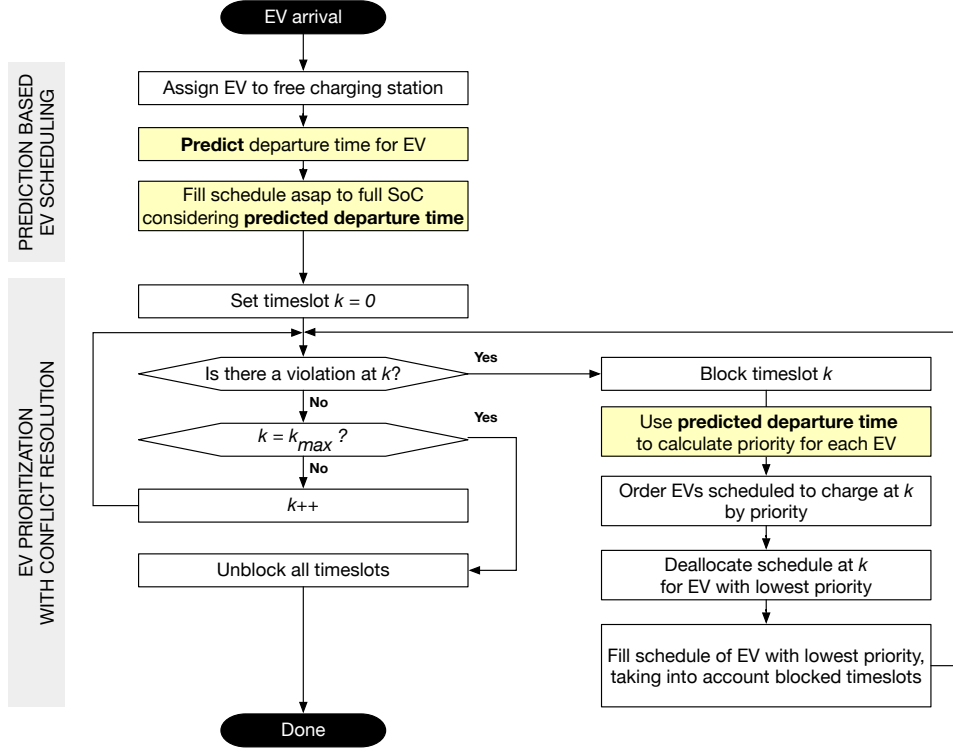 EV arrival
PREDICTION BASED
EV SCHEDULING
Assign EV to free charging station
Predict departure time for EV
Fill schedule asap to full SoC
considering predicted departure time
EV PRIORITIZATION
WITH CONFLICT RESOLUTION
Set timeslot k = 0
Is there a violation at k?
Yes
No
k = kmax ?
Yes
No
k++
Unblock all timeslots
Block timeslot k
Use predicted departure time
to calculate priority for each EV
Order EVs scheduled to charge at k
by priority
Deallocate schedule at k
for EV with lowest priority
Fill schedule of EV with lowest priority,
taking into account blocked timeslots
Done